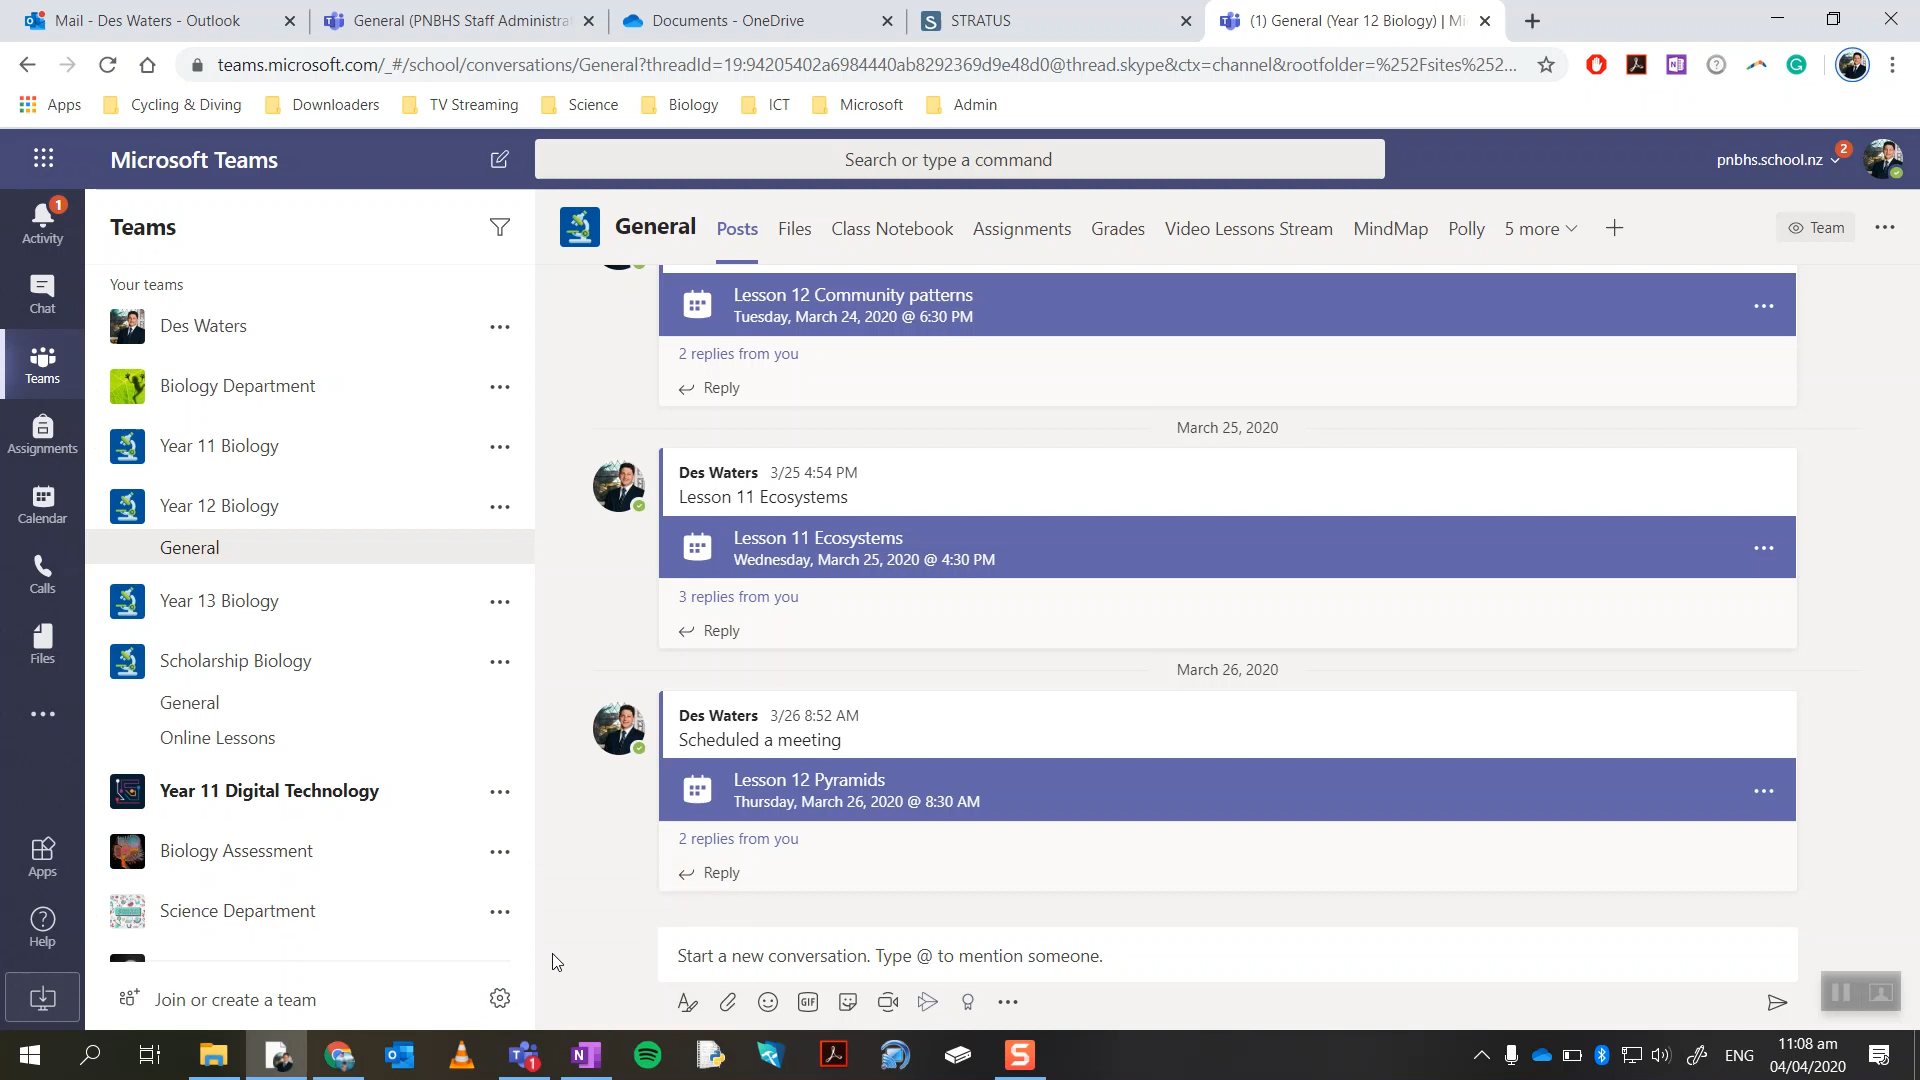 Mail - Des Waters - Outlook
General (PNBHS Staff Administra
Documents - OneDrive
STRATUS
(1) General (Year 12 Biology) | Mi
teams.microsoft.com/_#/school/conversations/General?threadId=19:94205402a6984440ab8292369d9e48d0@thread.skype&ctx=channel&rootfolder=%252Fsites%252...
Apps
Cycling & Diving
Downloaders
TV Streaming
Science
Biology
ICT
Microsoft
Admin
Microsoft Teams
Search or type a command
pnbhs.school.nz
2
1
Activity
Chat
Teams
Assignments
Calendar
Calls
Files
Apps
Help
Teams
Your teams
Des Waters
Biology Department
Year 11 Biology
Year 12 Biology
General
Year 13 Biology
Scholarship Biology
General
Online Lessons
Year 11 Digital Technology
Biology Assessment
Science Department
Join or create a team
General
Posts
Files
Class Notebook
Assignments
Grades
Video Lessons Stream
MindMap
Polly
5 more
Team
Lesson 12 Community patterns
Tuesday, March 24, 2020 @ 6:30 PM
2 replies from you
Reply
March 25, 2020
Des Waters 3/25 4:54 PM
Lesson 11 Ecosystems
Lesson 11 Ecosystems
Wednesday, March 25, 2020 @ 4:30 PM
3 replies from you
Reply
March 26, 2020
Des Waters 3/26 8:52 AM
Scheduled a meeting
Lesson 12 Pyramids
Thursday, March 26, 2020 @ 8:30 AM
2 replies from you
Reply
Start a new conversation. Type @ to mention someone.
GIF
1
ENG
11:08 am
04/04/2020